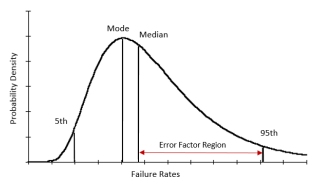 Mode
Median
Probability Density
5th
95th
Error Factor Region
Failure Rates